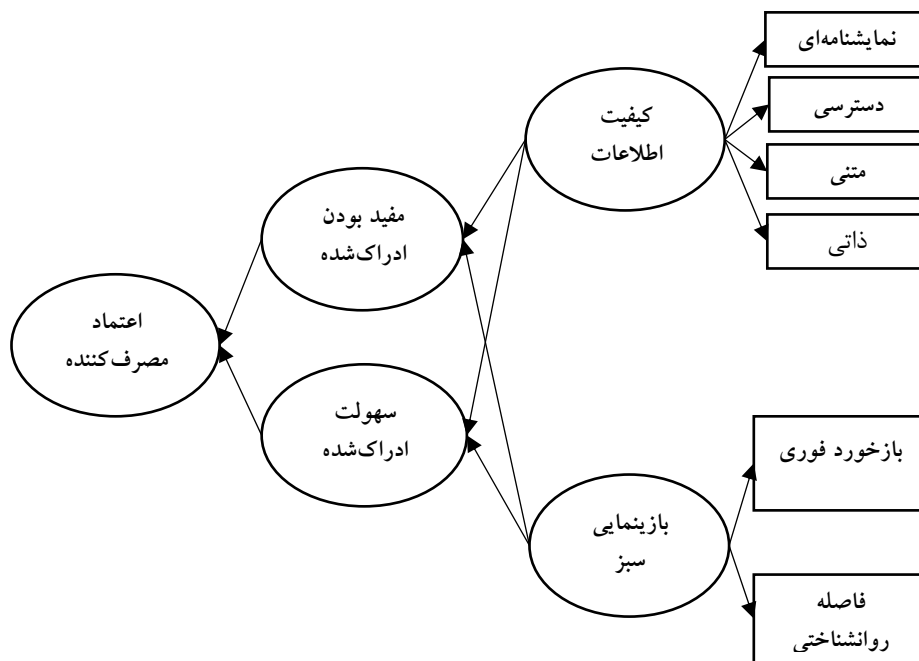 نمایشنامه‌ای
دسترسی
متنی
ذاتی
کیفیت
اطلاعات
مفید بودن
ادراک‌شده
اعتماد
مصرف‌کننده
سهولت
ادراک‌شده
بازینمایی
سبز
بازخورد فوری
فاصله
روانشناختی